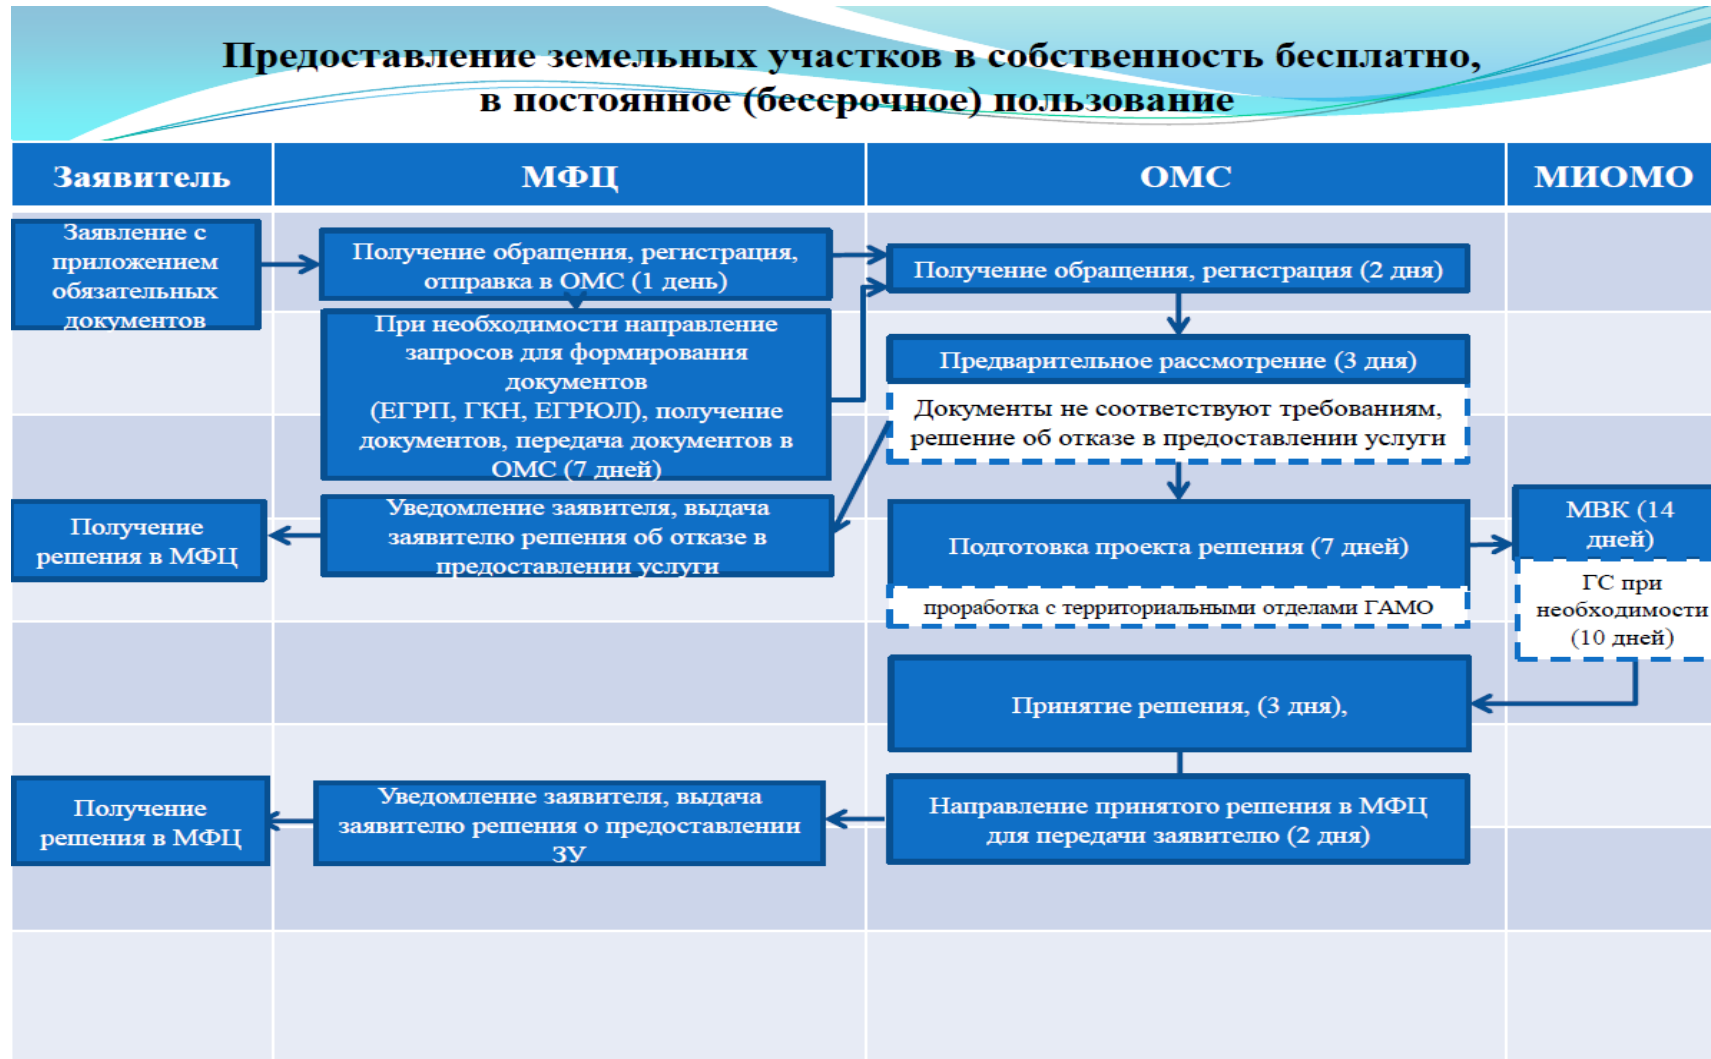 Предоставление земельных участков в собственность бесплатно,
в постоянное (бессрочное) пользование
Заявитель
МФЦ
ОМС
МИОМО
Заявление с
приложением
обязательных
документов
Получение обращения, регистрация,
отправка в ОМС (1 день)
Получение обращения, регистрация (2 дня)
При необходимости направление
запросов для формирования
документов
(ЕГРП, ГКН, ЕГРЮЛ), получение
документов, передача документов в
ОМС (7 дней)
Предварительное рассмотрение (3 дня)
Документы не соответствуют требованиям,
решение об отказе в предоставлении услуги
Получение
решения в МФЦ
Уведомление заявителя, выдача
заявителю решения об отказе в
предоставлении услуги
Подготовка проекта решения (7 дней)
проработка с территориальными отделами ГАМО
МВК (14
дней)
ГС при
необходимости
(10 дней)
Принятие решения, (3 дня),
Получение
решения в МФЦ
Уведомление заявителя, выдача
заявителю решения о предоставлении
ЗУ
Направление принятого решения в МФЦ
для передачи заявителю (2 дня)